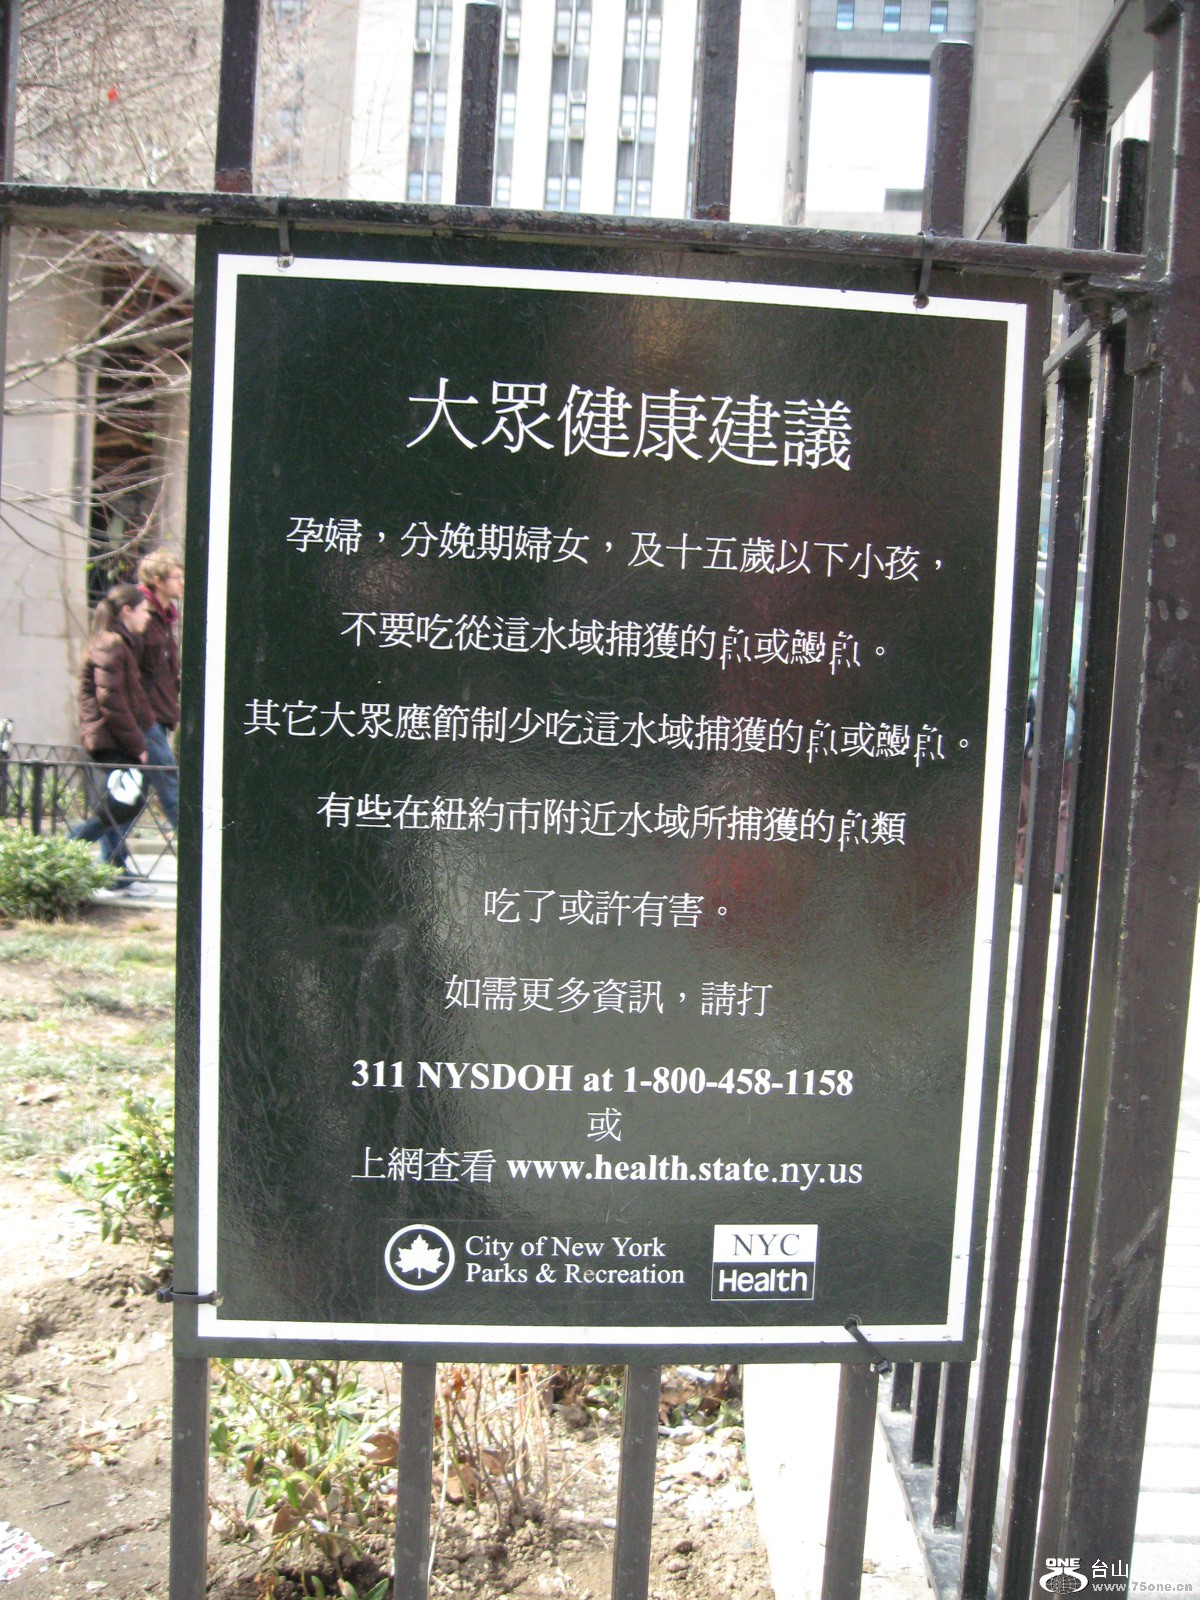 大眾健康建議
孕婦，分娩期婦女，及十五歲以下小孩，
不要吃從這水域捕獲的魚或鰻魚。
其它大眾應節制少吃這水域捕獲的魚或鰻魚。
有些在紐約市附近水域所捕獲的魚類
吃了或許有害。
如需更多資訊，請打
311 NYSDOH at 1-800-458-1158
或
上網查看 www.health.state.ny.us
City of New York
Parks & Recreation
NYC
Health
ONE 台山
www.75one.cn